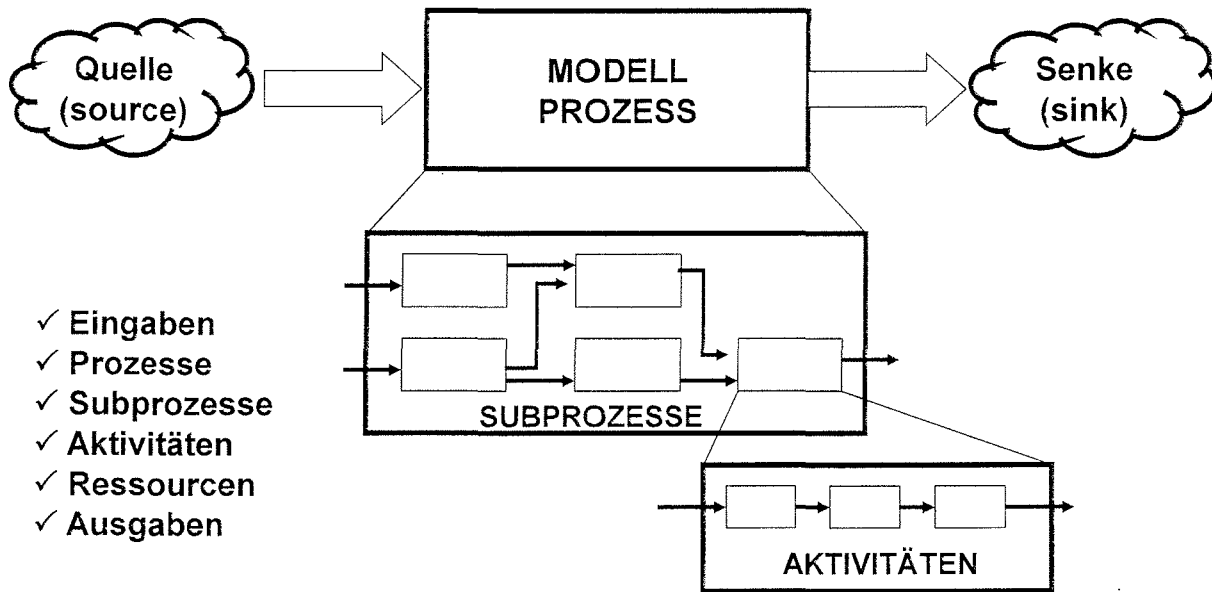 Quelle
(source)
MODELL
PROZESS
Senke
(sink)
✓ Eingaben
✓ Prozesse
✓ Subprozesse
✓ Aktivitäten
✓ Ressourcen
✓ Ausgaben
SUBPROZESSE
AKTIVITÄTEN